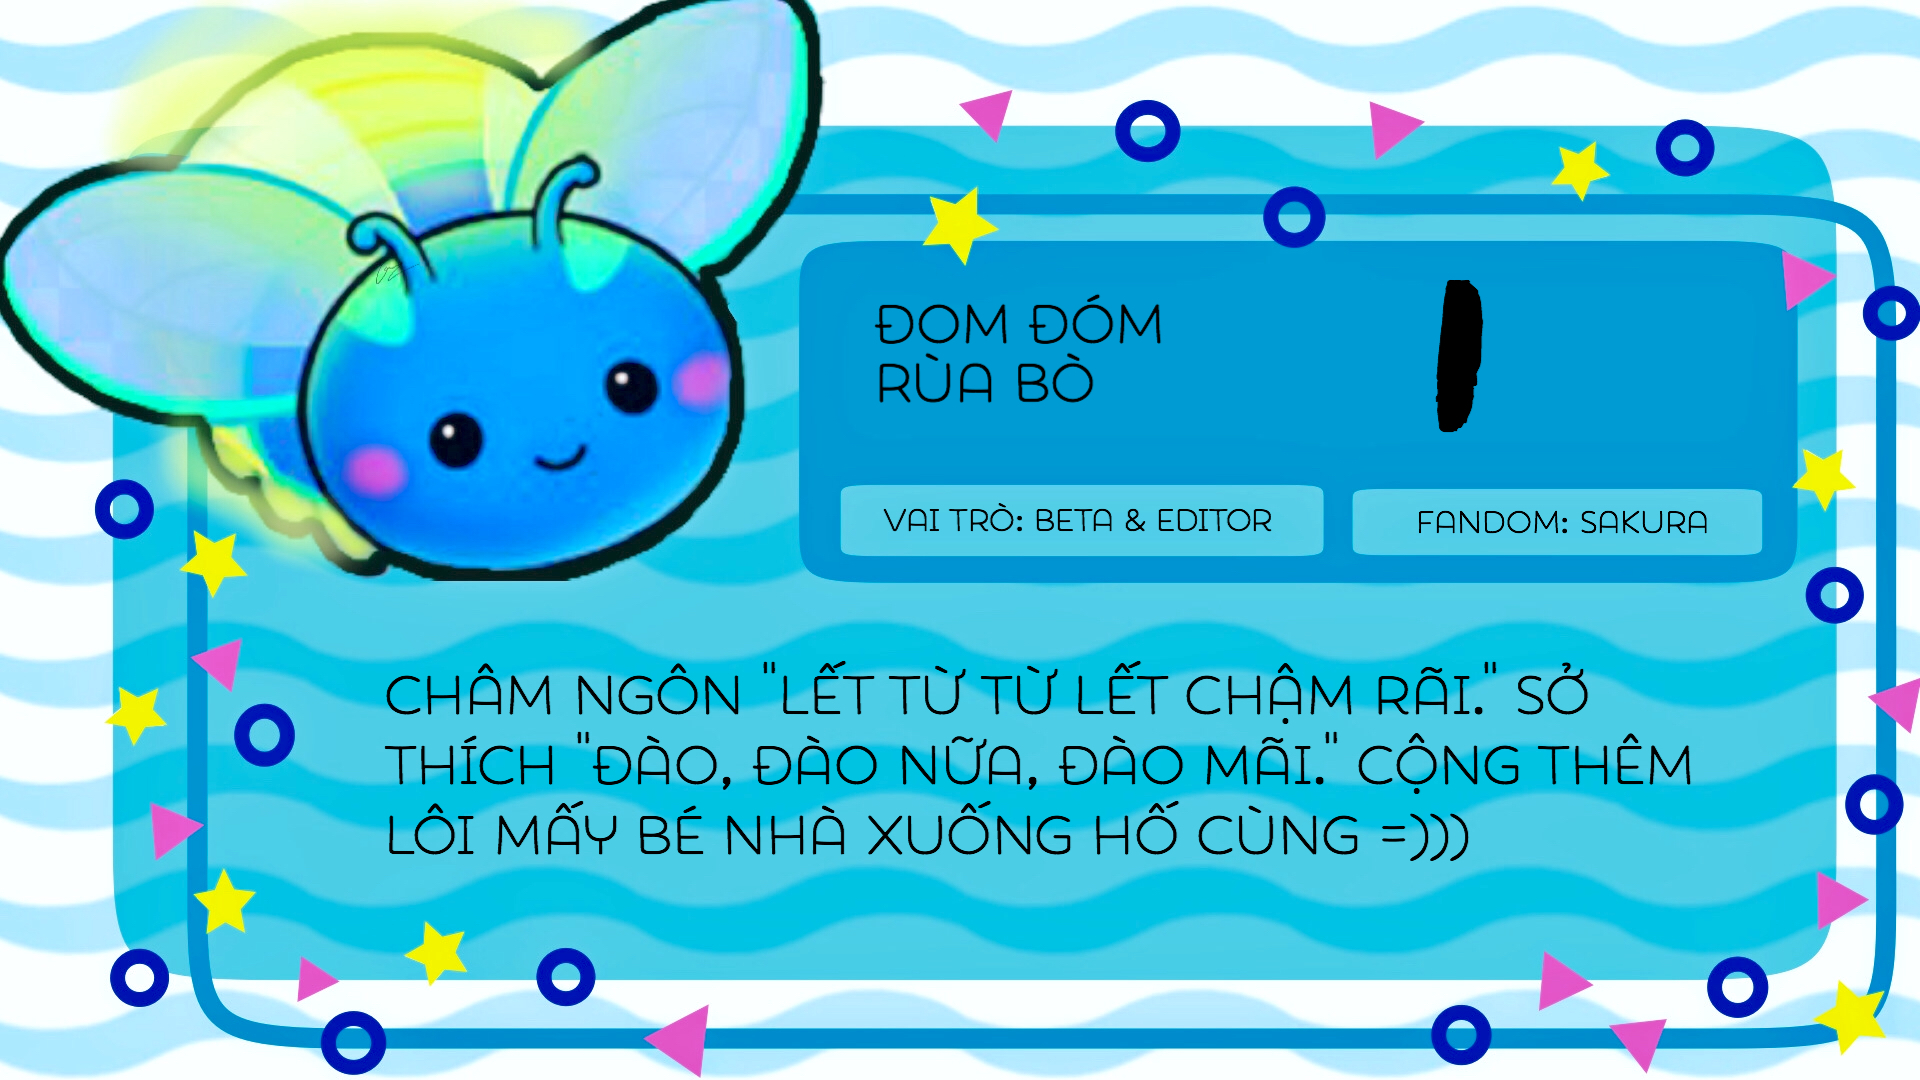 ĐOM ĐÓM
RÙA BÒ
VAI TRÒ: BETA & EDITOR
FANDOM: SAKURA
CHÂM NGÔN "LẾT TỪ TỪ LẾT CHẬM RÃI." SỞ
THÍCH "ĐÀO, ĐÀO NỮA, ĐÀO MÃI." CỘNG THÊM
LÔI MẤY BÉ NHÀ XUỐNG HỐ CÙNG =)))